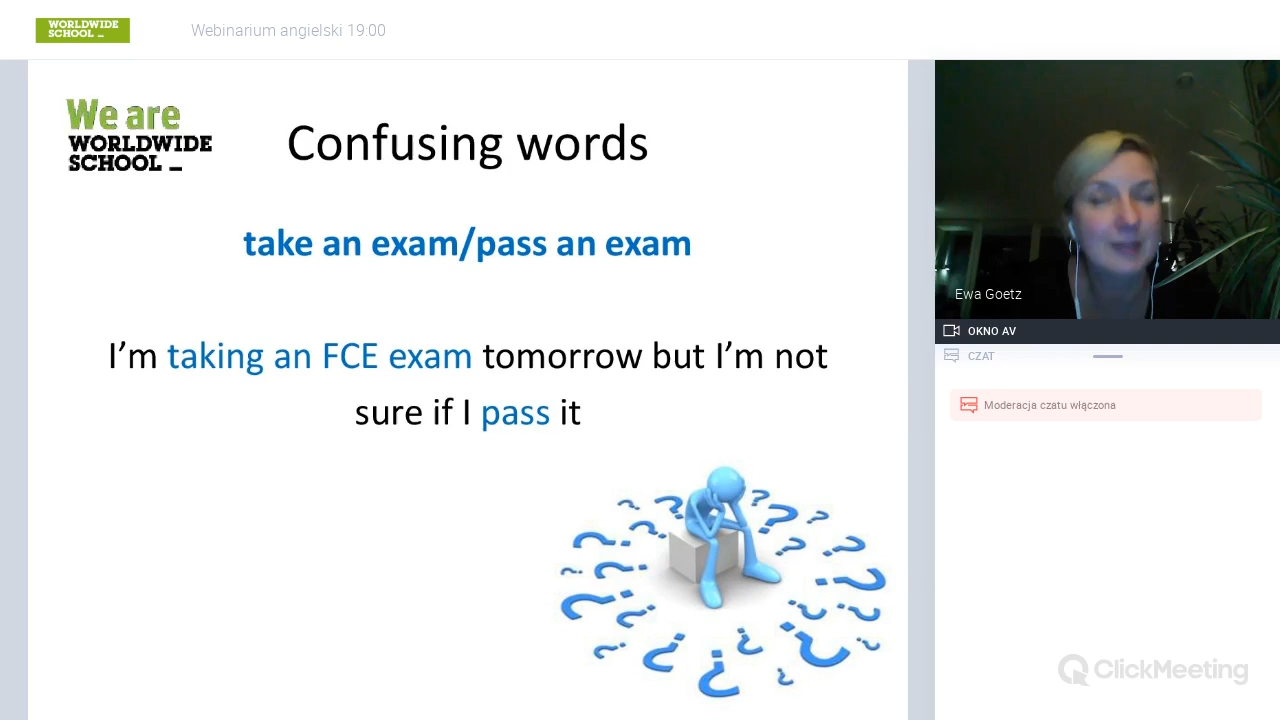 WORLDWIDE
SCHOOL _
Webinarium angielski 19:00
We are
WORLDWIDE
SCHOOL _
Confusing words
take an exam/pass an exam
I’m taking an FCE exam tomorrow but I’m not
sure if I pass it
Ewa Goetz
OKNO AV
CZAT
Moderacja czatu włączona
ClickMeeting